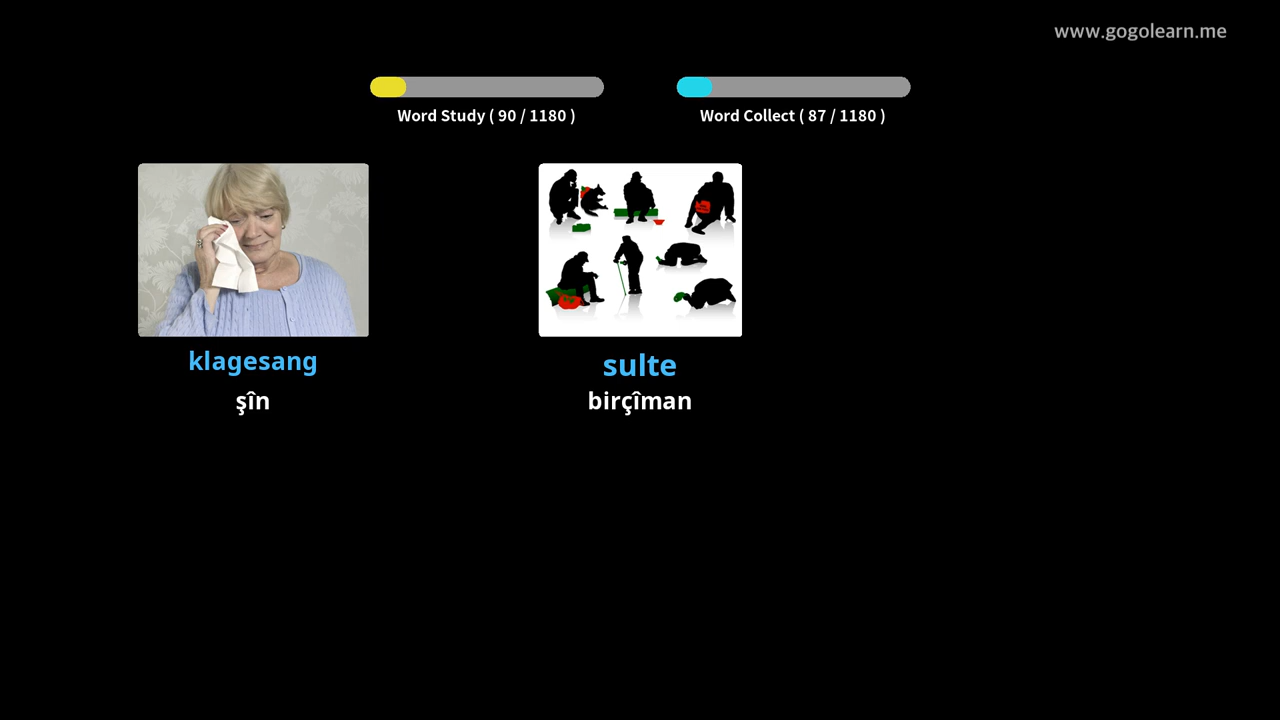 www.gogolearn.me
Word Study ( 90 / 1180 )
Word Collect ( 87 / 1180 )
klagesang
şîn
sulte
birçîman